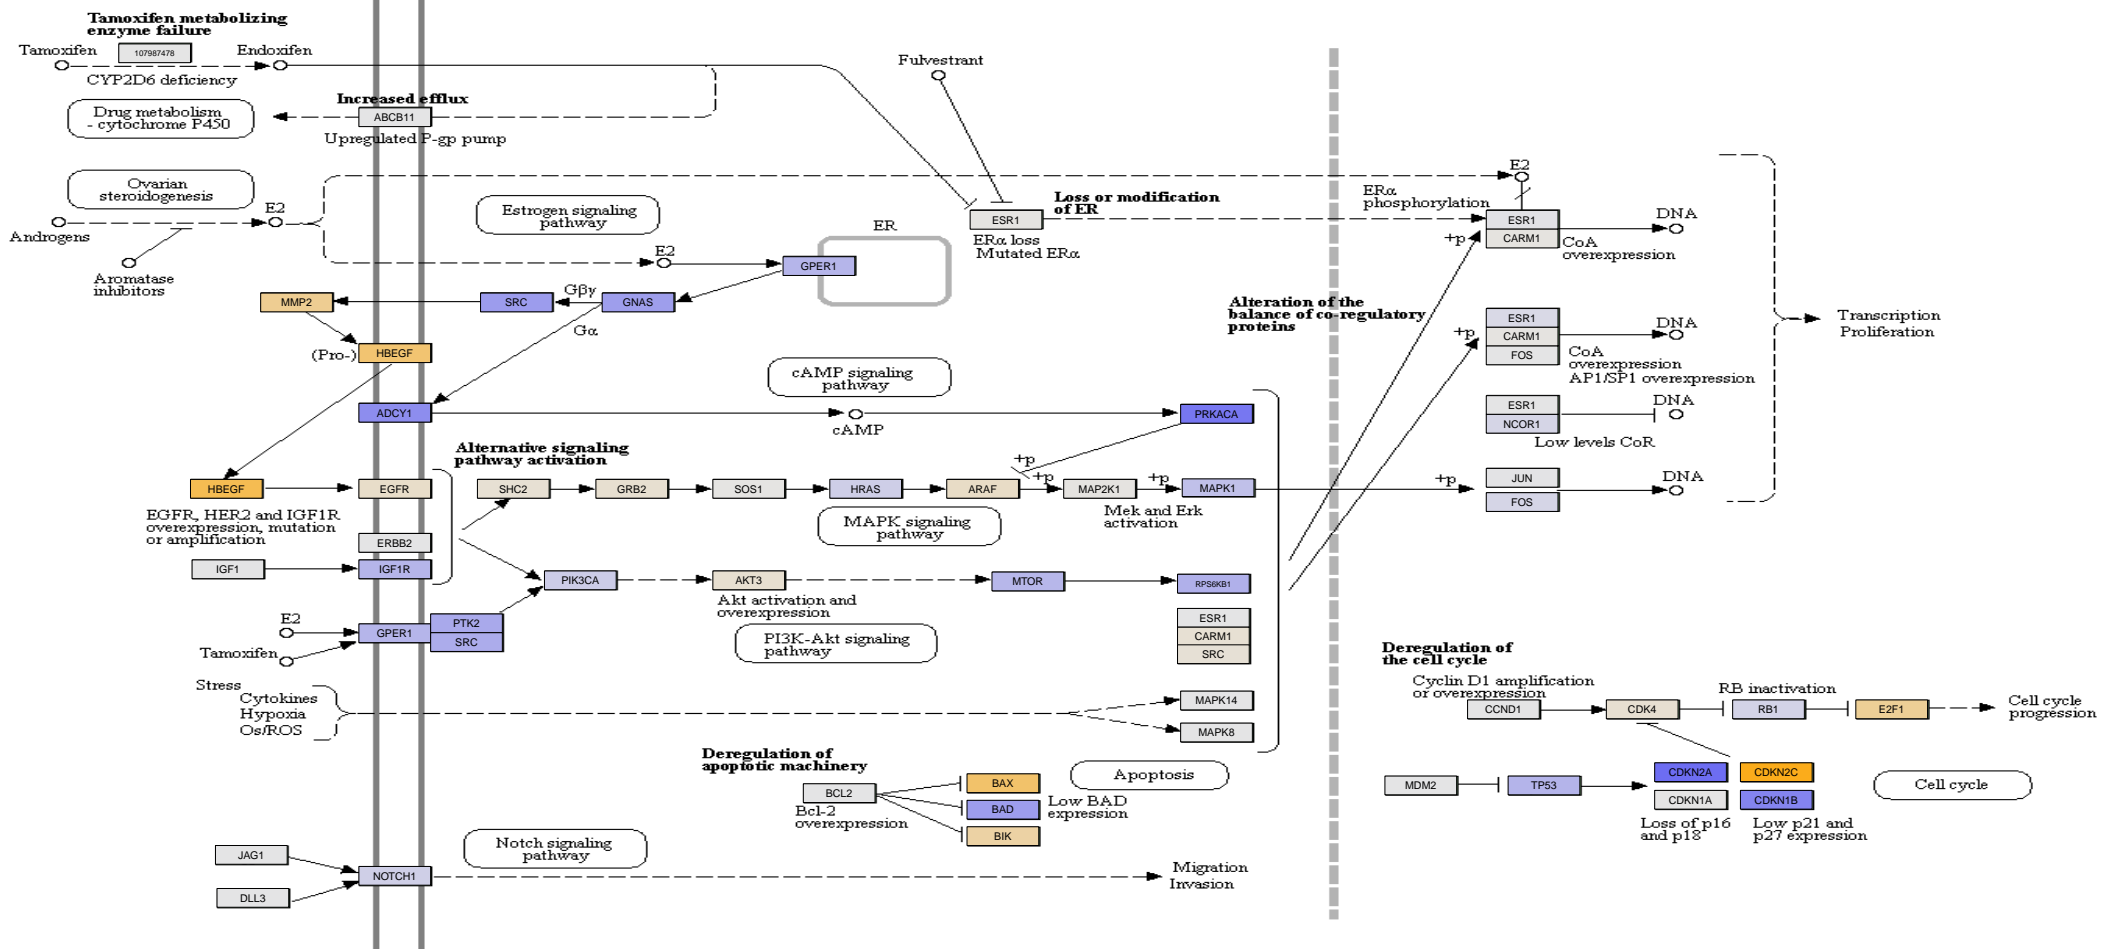 Tamoxifen metabolizing
enzyme failure
Tamoxifen
107987478
Endoxifen
CYP2D6 deficiency
Fulvestrant
Increased efflux
Drug metabolism
- cytochrome P450
ABCB11
Upregulated P-gp pump
Ovarian
steroidogenesis
E2
Androgens
Aromatase
inhibitors
Estrogen signaling
pathway
ER
E2
GPER1
ESR1
Loss or modification
of ER
ERα loss
Mutated ERα
E2
ERα
phosphorylation
+p
ESR1
CARM1
CoA
overexpression
DNA
MMP2
SRC
Gβγ
GNAS
Gα
(Pro-)
HBEGF
Alteration of the
balance of co-regulatory
proteins
+p
ESR1
CARM1
FOS
DNA
CoA
overexpression
AP1/SP1 overexpression
Transcription
Proliferation
cAMP signaling
pathway
ADCY1
cAMP
PRKACA
ESR1
NCOR1
DNA
Low levels CoR
Alternative signaling
pathway activation
+p
+p
+p
HBEGF
EGFR
SHC2
GRB2
SOS1
HRAS
ARAF
MAP2K1
MAPK1
+p
JUN
FOS
DNA
EGFR, HER2 and IGF1R
overexpression, mutation
or amplification
MAPK signaling
pathway
Mek and Erk
activation
ERBB2
IGF1
IGF1R
PIK3CA
AKT3
MTOR
RPS6KB1
Akt activation and
overexpression
E2
Tamoxifen
GPER1
PTK2
SRC
PI3K-Akt signaling
pathway
ESR1
CARM1
SRC
Stress
Cytokines
Hypoxia
Os/ROS
MAPK14
MAPK8
Deregulation of
the cell cycle
Cyclin D1 amplification
or overexpression
RB inactivation
CCND1
CDK4
RB1
E2F1
Cell cycle
progression
MDM2
TP53
CDKN2A
CDKN2C
CDKN1A
CDKN1B
Loss of p16
and p18
Low p21 and
p27 expression
Cell cycle
Deregulation of
apoptotic machinery
BCL2
Bcl-2
overexpression
BAX
BAD
BIK
Low BAD
expression
Apoptosis
Notch signaling
pathway
JAG1
DLL3
NOTCH1
Migration
Invasion